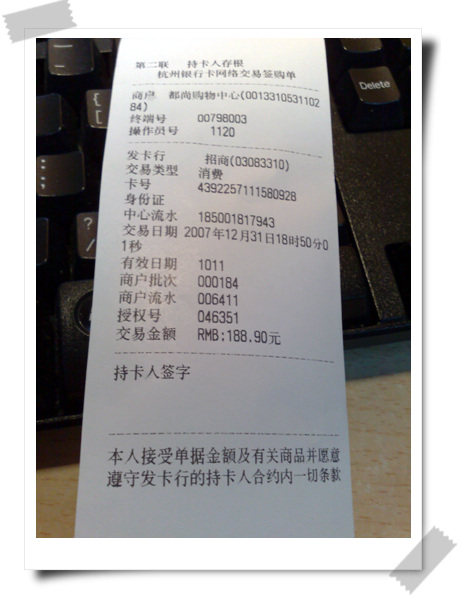 第二联 持卡人存根
杭州银行卡网络交易签购单
商户 都尚购物中心(0013310531102
84)
终端号 00798003
操作员号 1120
发卡行 招商(03083310)
交易类型 消费
卡号 4392257111580928
身份证
中心流水 185001817943
交易日期 2007年12月31日18时50分0
1秒
有效日期 1011
商户批次 000184
商户流水 006411
授权号 046351
交易金额 RMB:188.90元
持卡人签字
本人接受单据金额及有关商品并愿意
遵守发卡行的持卡人合约内一切条款
Delete